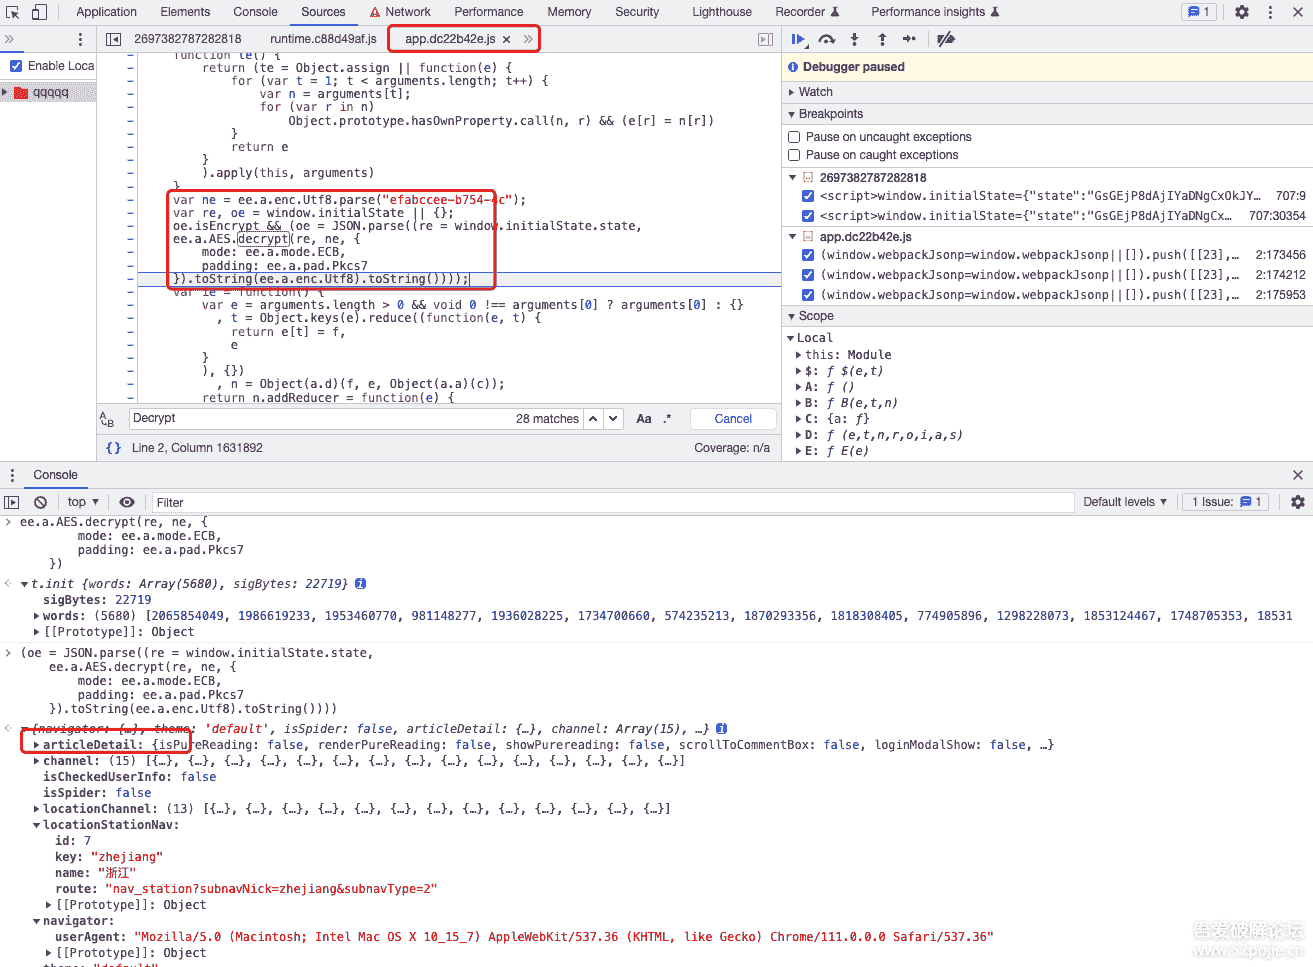 Application Elements Console Sources Network Performance Memory Security Lighthouse Recorder Performance insights 1
2697382787282818 runtime.c88d49af.js app.dc22b42e.js × »
Enable Loca
qqqqq
function te() {
return (te = Object.assign || function(e) {
for (var t = 1; t < arguments.length; t++) {
var n = arguments[t];
for (var r in n)
Object.prototype.hasOwnProperty.call(n, r) && (e[r] = n[r])
}
return e
}
).apply(this, arguments)
}
var ne = ee.a.enc.Utf8.parse("efabccee-b754-4c");
var re, oe = window.initialState || {};
oe.isEncrypt && (oe = JSON.parse((re = window.initialState.state,
ee.a.AES.decrypt(re, ne, {
mode: ee.a.mode.ECB,
padding: ee.a.pad.Pkcs7
}).toString(ee.a.enc.Utf8).toString())));
var ie = function() {
var e = arguments.length > 0 && void 0 !== arguments[0] ? arguments[0] : {}
, t = Object.keys(e).reduce((function(e, t) {
return e[t] = f,
e
}
), {})
, n = Object(a.d)(f, e, Object(a.a)(c));
return n.addReducer = function(e) {
Decrypt 28 matches Aa .* Cancel
{} Line 2, Column 1631892 Coverage: n/a
Debugger paused
Watch
Breakpoints
Pause on uncaught exceptions
Pause on caught exceptions
2697382787282818
<script>window.initialState={"state":"GsGEjP8dAjIYaDNgCxOkJY… 707:9
<script>window.initialState={"state":"GsGEjP8dAjIYaDNgCx… 707:30354
app.dc22b42e.js
(window.webpackJsonp=window.webpackJsonp||[]).push([[23],… 2:173456
(window.webpackJsonp=window.webpackJsonp||[]).push([[23],… 2:174212
(window.webpackJsonp=window.webpackJsonp||[]).push([[23],… 2:175953
Scope
Local
this: Module
$: ƒ $(e,t)
A: ƒ ()
B: ƒ B(e,t,n)
C: {a: ƒ}
D: ƒ (e,t,n,r,o,i,a,s)
E: ƒ E(e)
Console
top Filter Default levels 1 Issue: 1
ee.a.AES.decrypt(re, ne, {
mode: ee.a.mode.ECB,
padding: ee.a.pad.Pkcs7
})
t.init {words: Array(5680), sigBytes: 22719}
sigBytes: 22719
words: (5680) [2065854049, 1986619233, 1953460770, 981148277, 1936028225, 1734700660, 574235213, 1870293356, 1818308405, 774905896, 1298228073, 1853124467, 1748705353, 18531
[[Prototype]]: Object
(oe = JSON.parse((re = window.initialState.state,
ee.a.AES.decrypt(re, ne, {
mode: ee.a.mode.ECB,
padding: ee.a.pad.Pkcs7
}).toString(ee.a.enc.Utf8).toString())))
{navigator: {…}, theme: 'default', isSpider: false, articleDetail: {…}, channel: Array(15), …}
articleDetail: {isPureReading: false, renderPureReading: false, showPurereading: false, scrollToCommentBox: false, loginModalShow: false, …}
channel: (15) [{…}, {…}, {…}, {…}, {…}, {…}, {…}, {…}, {…}, {…}, {…}, {…}, {…}, {…}, {…}]
isCheckedUserInfo: false
isSpider: false
locationChannel: (13) [{…}, {…}, {…}, {…}, {…}, {…}, {…}, {…}, {…}, {…}, {…}, {…}, {…}]
locationStationNav:
id: 7
key: "zhejiang"
name: "浙江"
route: "nav_station?subnavNick=zhejiang&subnavType=2"
[[Prototype]]: Object
navigator:
userAgent: "Mozilla/5.0 (Macintosh; Intel Mac OS X 10_15_7) AppleWebKit/537.36 (KHTML, like Gecko) Chrome/111.0.0.0 Safari/537.36"
[[Prototype]]: Object
theme: "default"
吾爱破解论坛
www.52pojie.cn